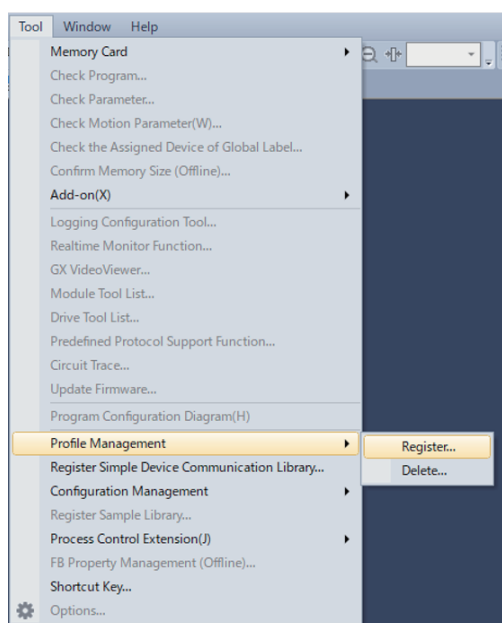 Tool Window Help
Memory Card
Check Program...
Check Parameter...
Check Motion Parameter(W)...
Check the Assigned Device of Global Label...
Confirm Memory Size (Offline)...
Add-on(X)
Logging Configuration Tool...
Realtime Monitor Function...
GX VideoViewer...
Module Tool List...
Drive Tool List...
Predefined Protocol Support Function...
Circuit Trace...
Update Firmware...
Program Configuration Diagram(H)
Profile Management
Register...
Register Simple Device Communication Library...
Delete...
Configuration Management
Register Sample Library...
Process Control Extension(J)
FB Property Management (Offline)...
Shortcut Key...
Options...